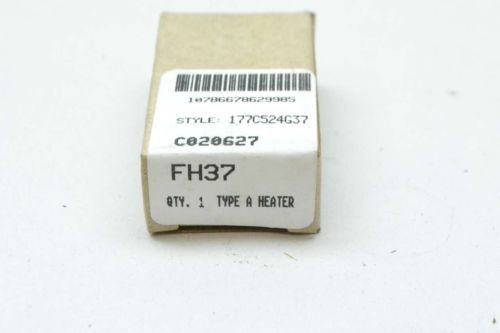 10786678629985
STYLE: 177C524G37
C020627
FH37
QTY. 1 TYPE A HEATER